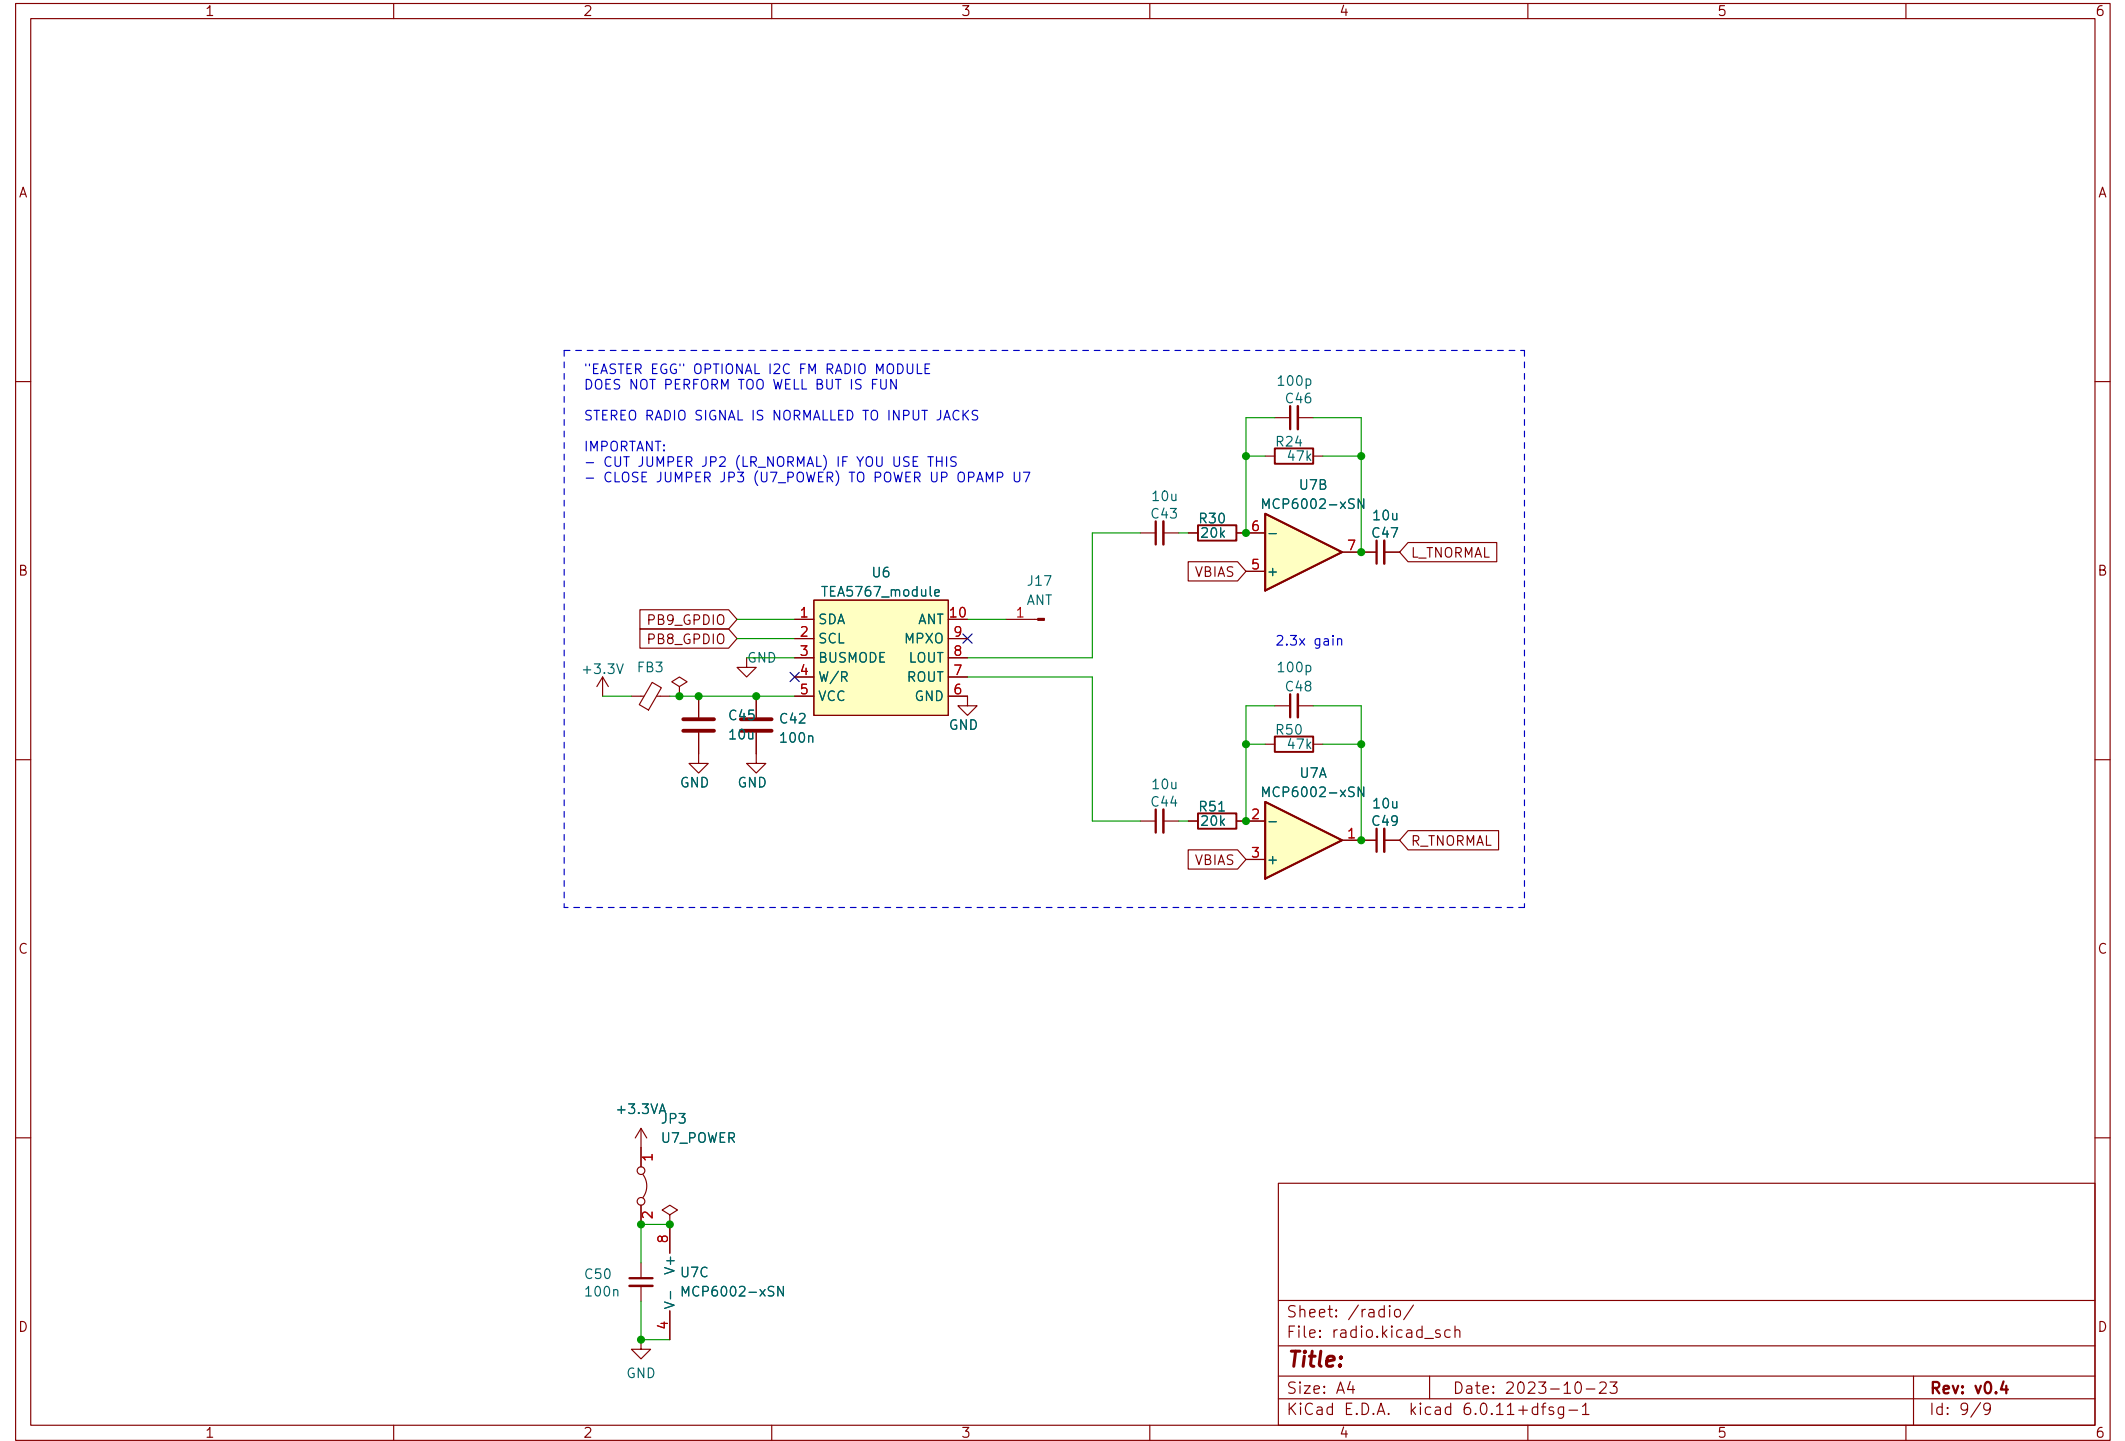 1 2 3 4 5 6
A A
"EASTER EGG" OPTIONAL I2C FM RADIO MODULE
DOES NOT PERFORM TOO WELL BUT IS FUN
STEREO RADIO SIGNAL IS NORMALLED TO INPUT JACKS
IMPORTANT:
- CUT JUMPER JP2 (LR_NORMAL) IF YOU USE THIS
- CLOSE JUMPER JP3 (U7_POWER) TO POWER UP OPAMP U7
100p
C46
R24
47k
U7B
MCP6002-xSN
10u
C43
R30
20k
6
-
5
+
7
10u
C47
L_TNORMAL
VBIAS
B B
U6
TEA5767_module
J17
ANT
PB9_GPDIO
1
SDA
ANT
10
1
PB8_GPDIO
2
SCL
MPXO
9
GND
3
BUSMODE
LOUT
8
4
W/R
ROUT
7
5
VCC
GND
6
GND
+3.3V
FB3
C45
10u
C42
100n
GND
GND
2.3x gain
100p
C48
R50
47k
U7A
MCP6002-xSN
10u
C44
R51
20k
2
-
3
+
1
10u
C49
R_TNORMAL
VBIAS
C C
+3.3VA
JP3
U7_POWER
1
2
8
V+
U7C
MCP6002-xSN
V-
4
C50
100n
GND
D D
Sheet: /radio/
File: radio.kicad_sch
Title:
Size: A4
Date: 2023-10-23
Rev: v0.4
KiCad E.D.A. kicad 6.0.11+dfsg-1
Id: 9/9
1 2 3 4 5 6